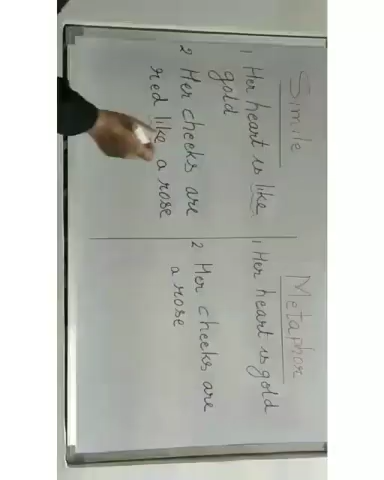 Simile
1 Her heart is like
gold
2 Her cheeks are
red like a rose
Metaphor
1 Her heart is gold
2 Her cheeks are
a rose